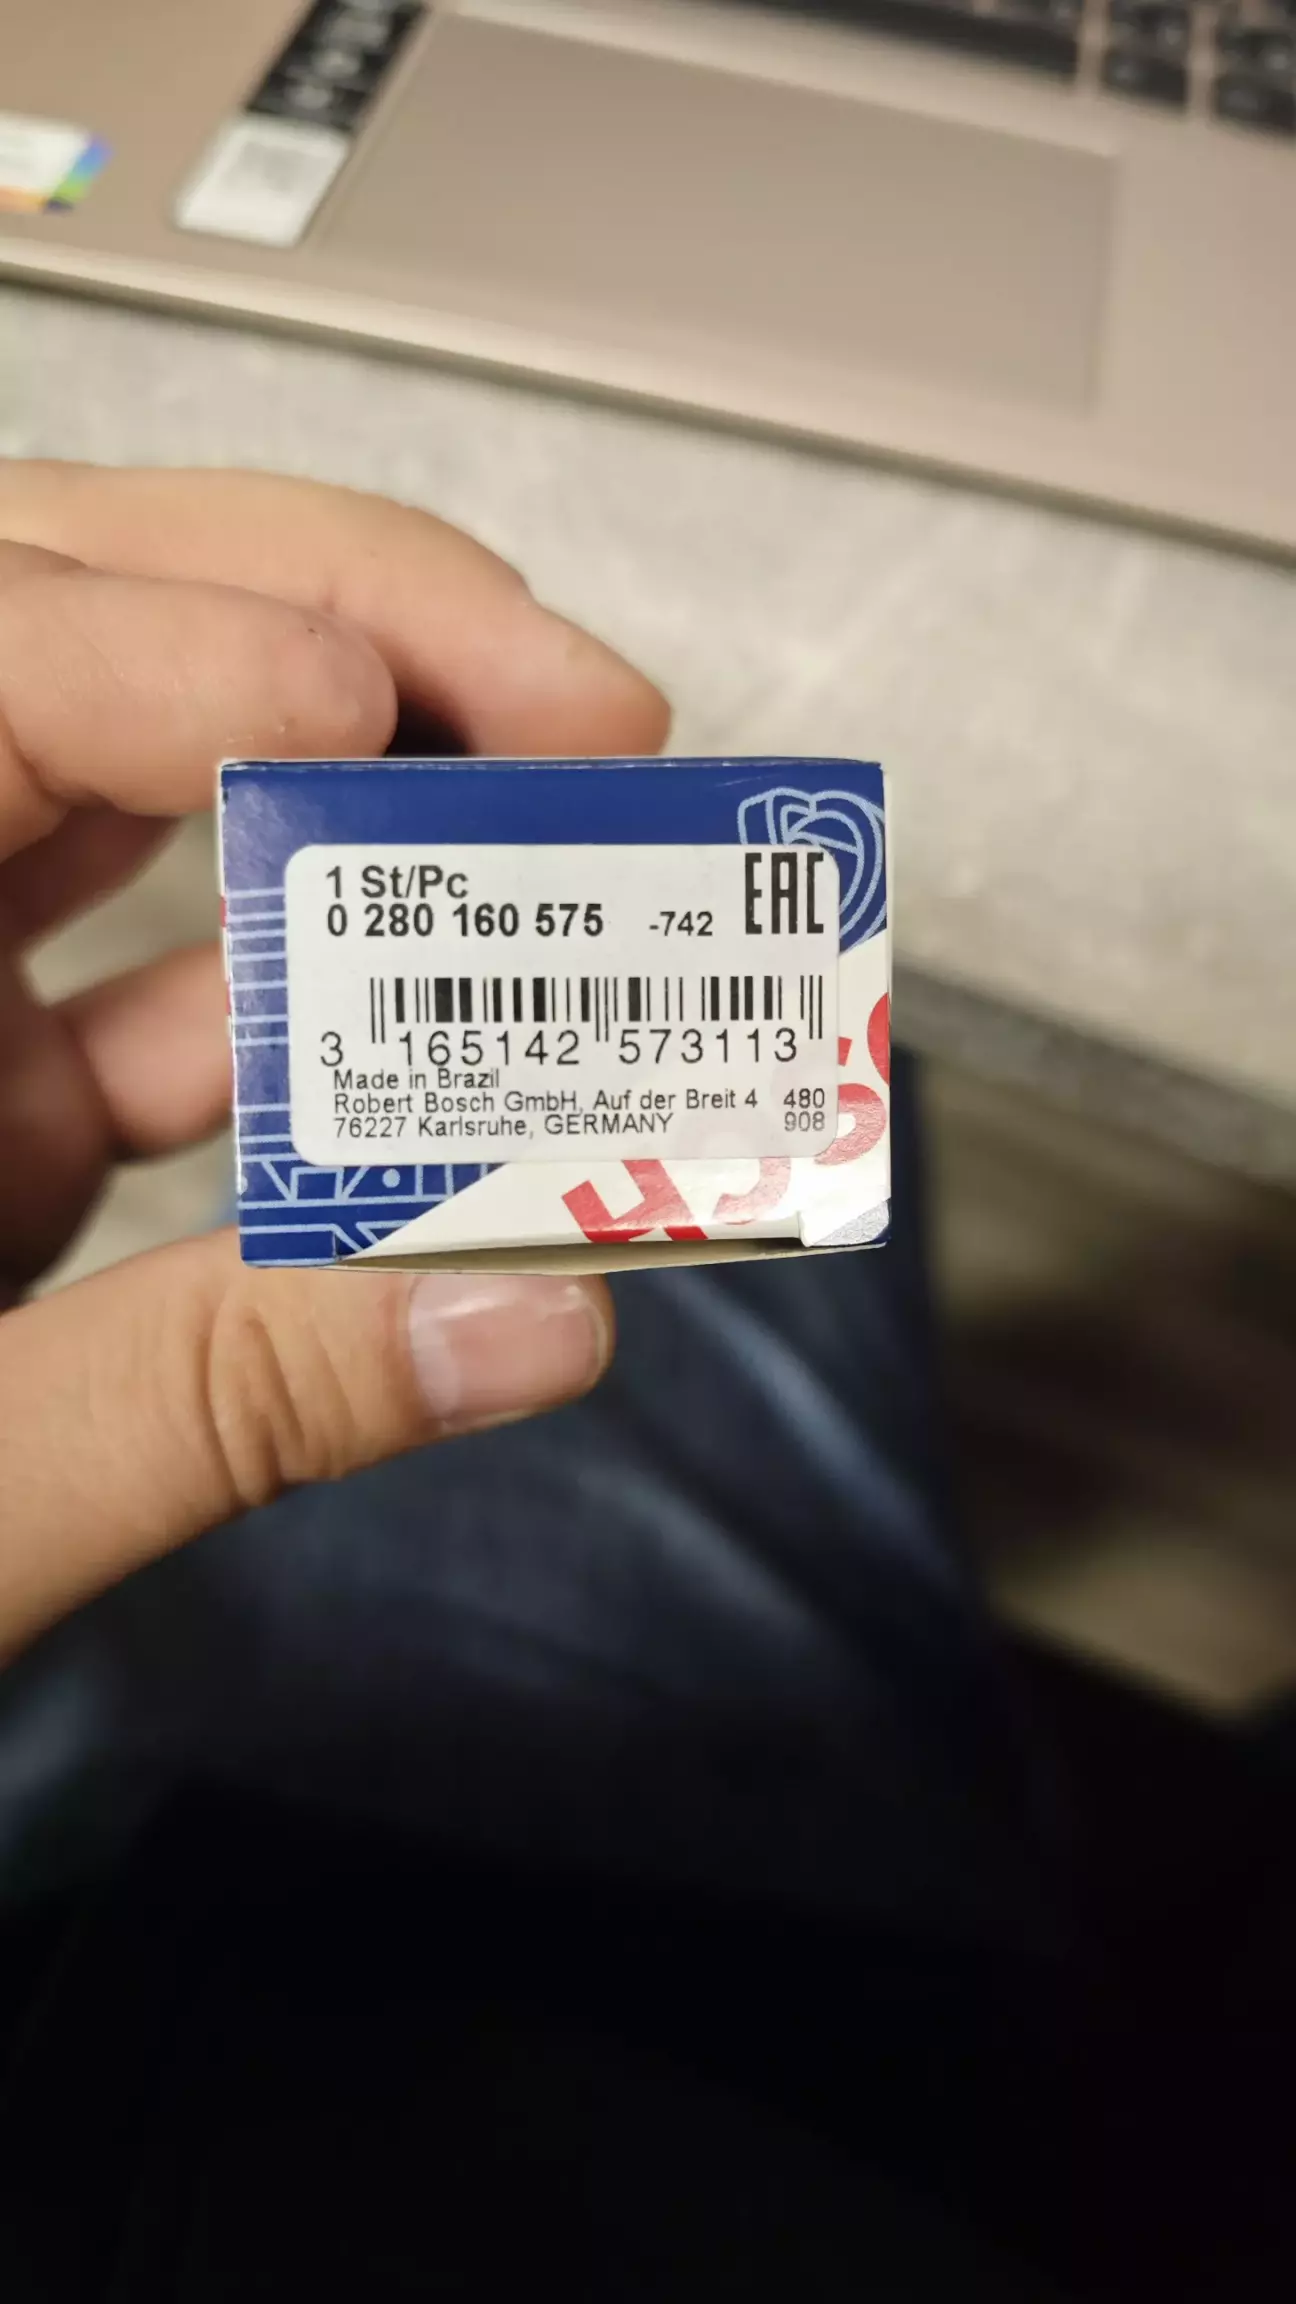 1 St/Pc
0 280 160 575 -742 EAC
3 165142 573113
Made in Brazil
Robert Bosch GmbH, Auf der Breit 4 480
76227 Karlsruhe, GERMANY 908